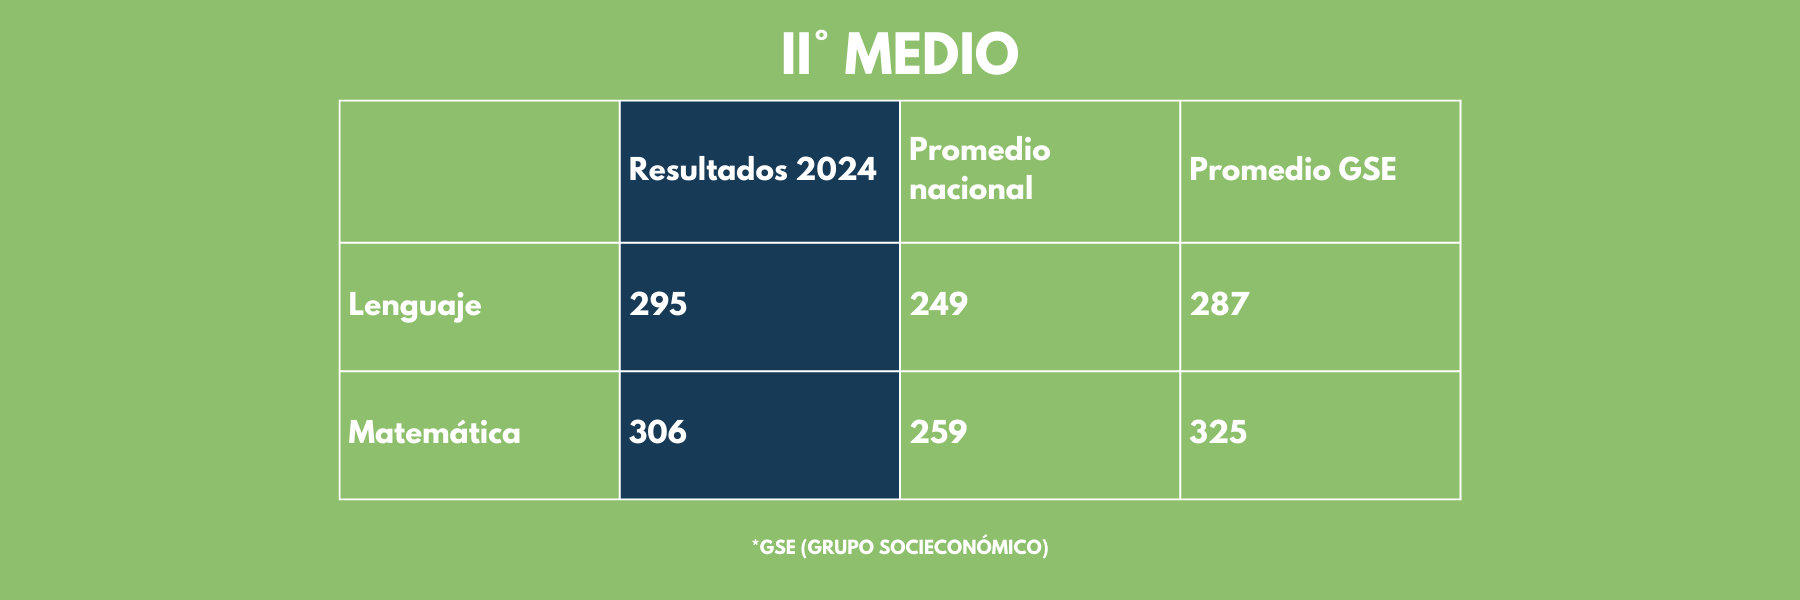 II° MEDIO
Resultados 2024
Promedio
nacional
Promedio GSE
Lenguaje
295
249
287
Matemática
306
259
325
*GSE (GRUPO SOCIECONÓMICO)